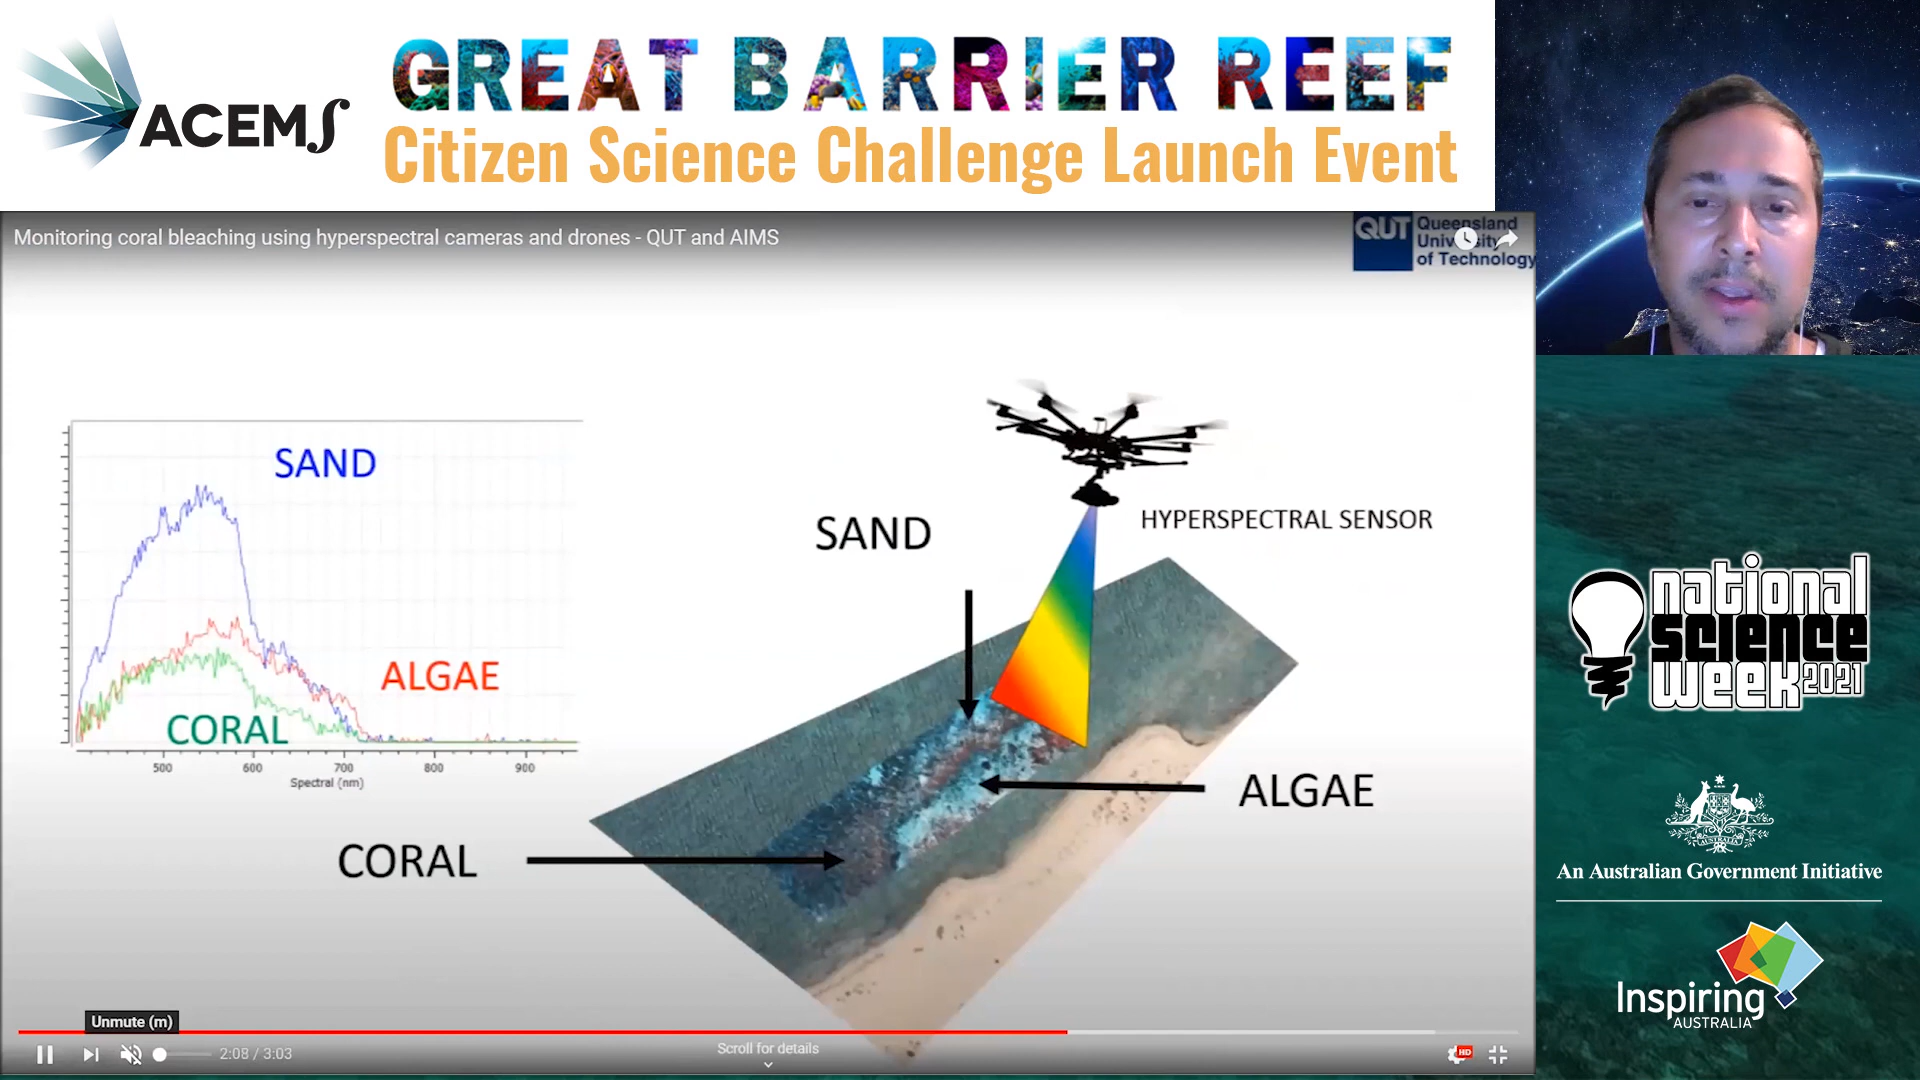 ACEMS
GREAT BARRIER REEF
Citizen Science Challenge Launch Event
Monitoring coral bleaching using hyperspectral cameras and drones - QUT and AIMS
QUT
Queensland
University
of Technology
SAND
ALGAE
CORAL
500 600 700 800 900
Spectral (nm)
SAND
HYPERSPECTRAL SENSOR
ALGAE
CORAL
Unmute (m)
2:08 / 3:03
Scroll for details
HD
national
science
week 2021
AUSTRALIA
An Australian Government Initiative
Inspiring
AUSTRALIA